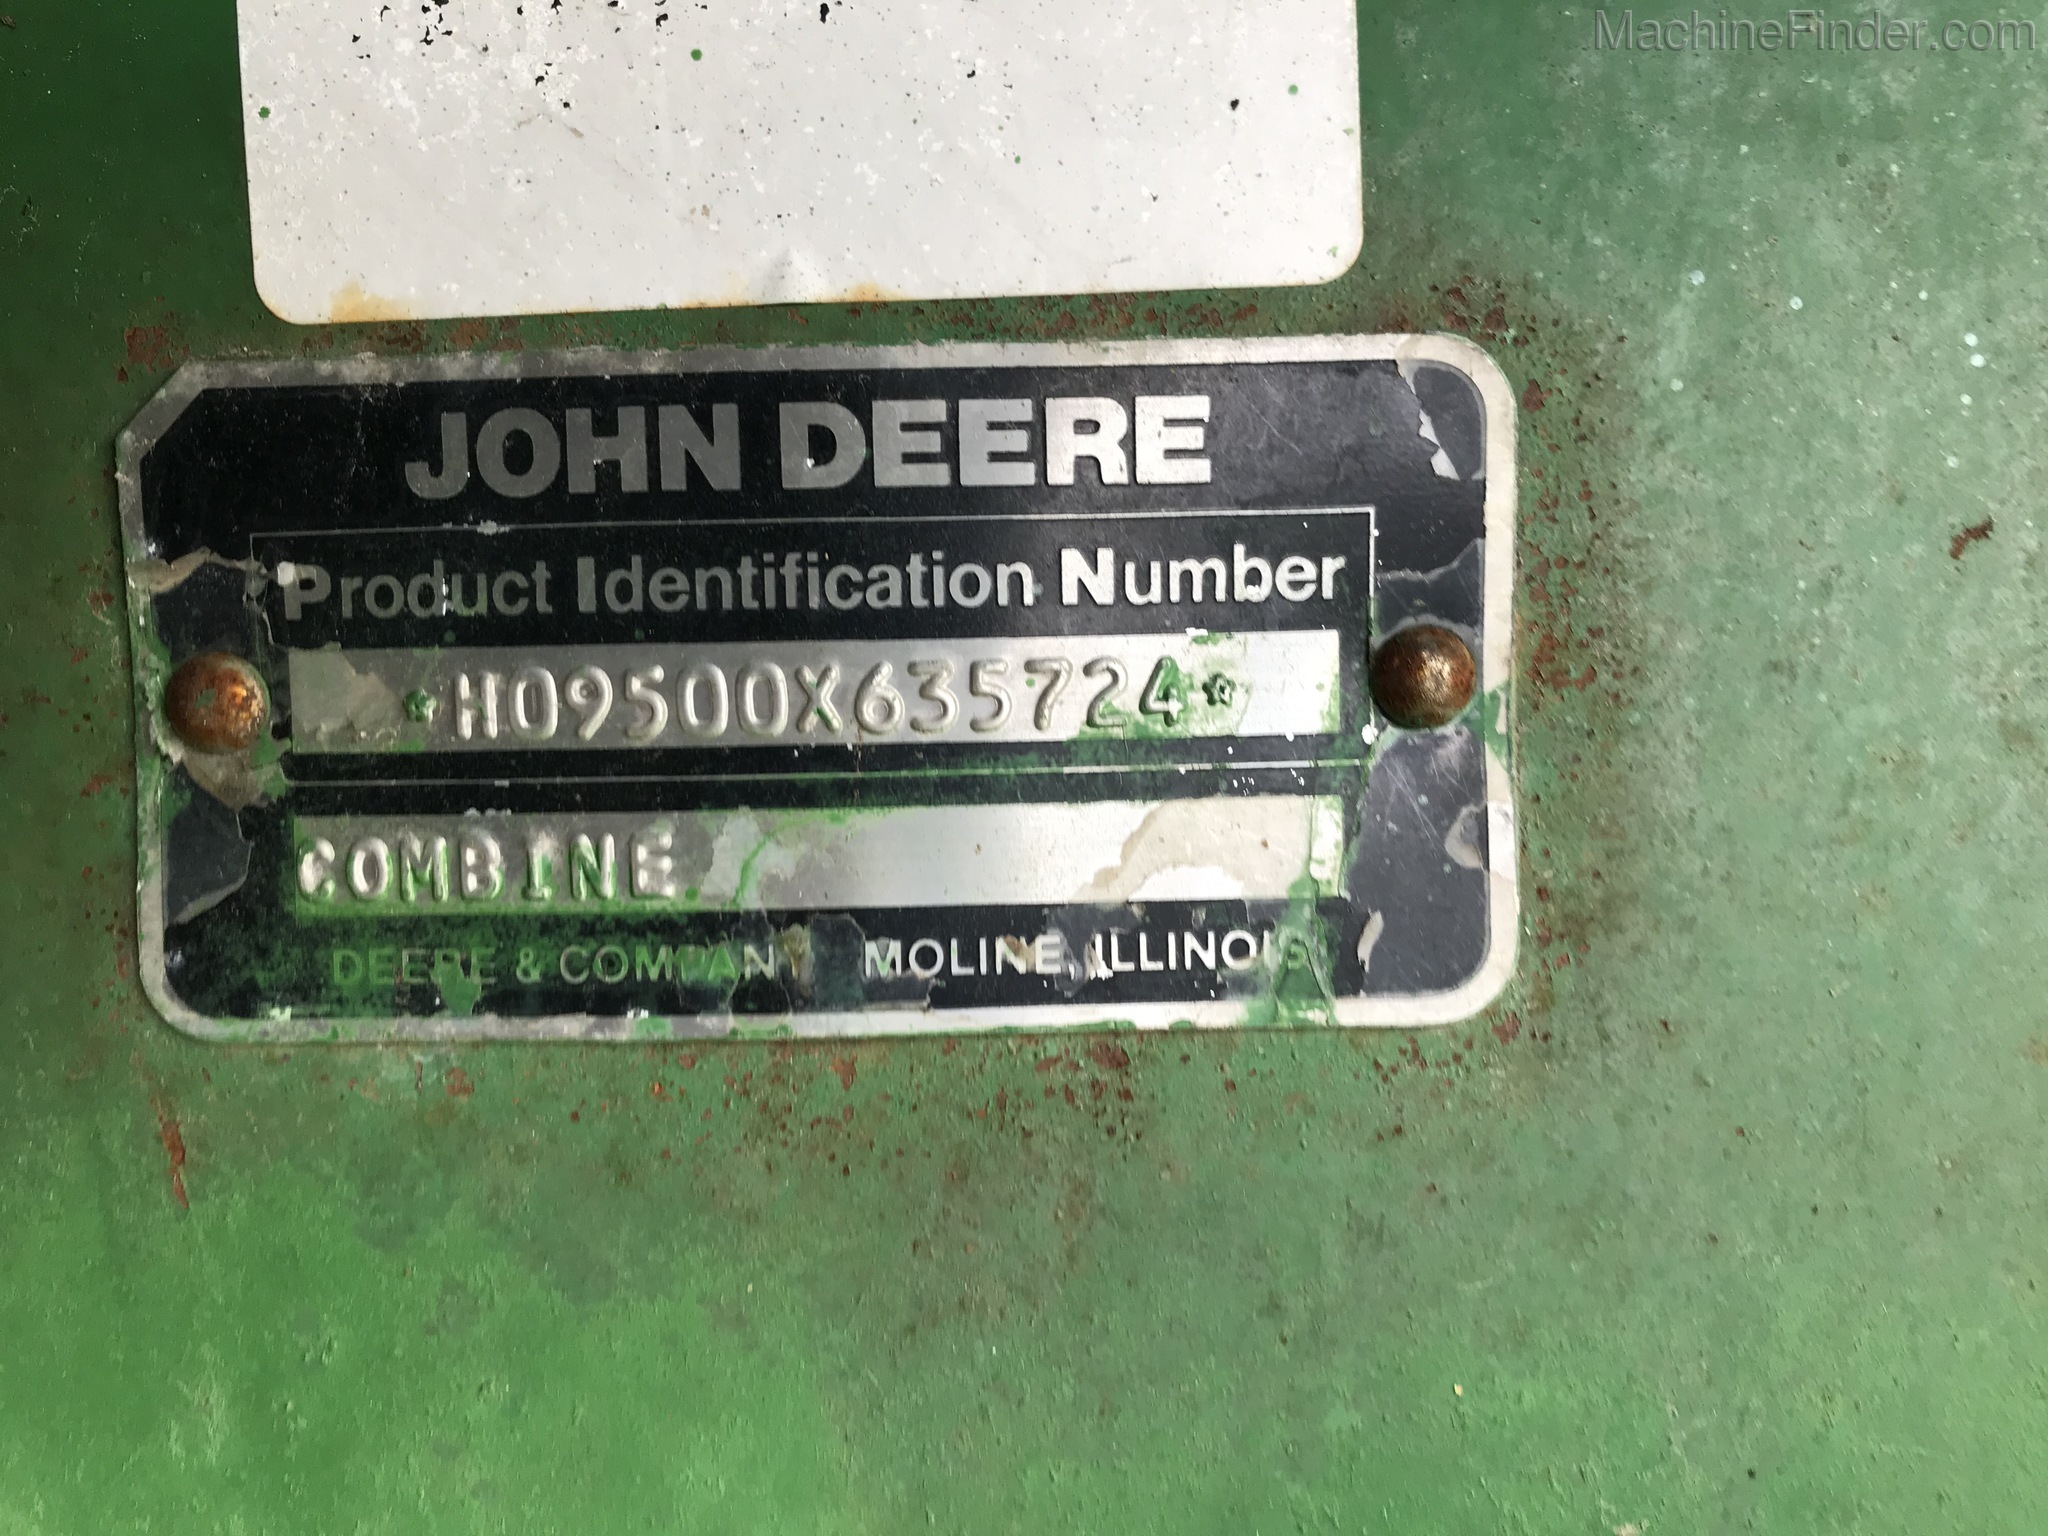 MachineFinder.com
JOHN DEERE
Product Identification Number
*H09500X635724*
COMBINE
DEERE & COMPANY MOLINE, ILLINOIS